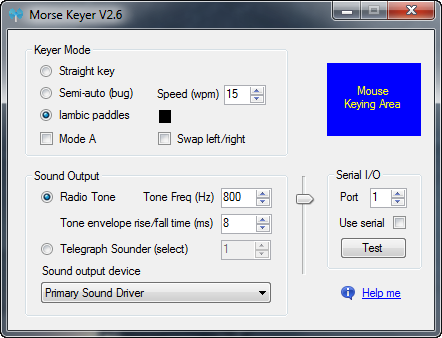 Morse Keyer V2.6
Keyer Mode
Straight key
Semi-auto (bug)
Speed (wpm) 15
Iambic paddles
Mode A
Swap left/right
Mouse
Keying Area
Sound Output
Radio Tone
Tone Freq (Hz) 800
Tone envelope rise/fall time (ms) 8
Telegraph Sounder (select) 1
Sound output device
Primary Sound Driver
Serial I/O
Port 1
Use serial
Test
Help me